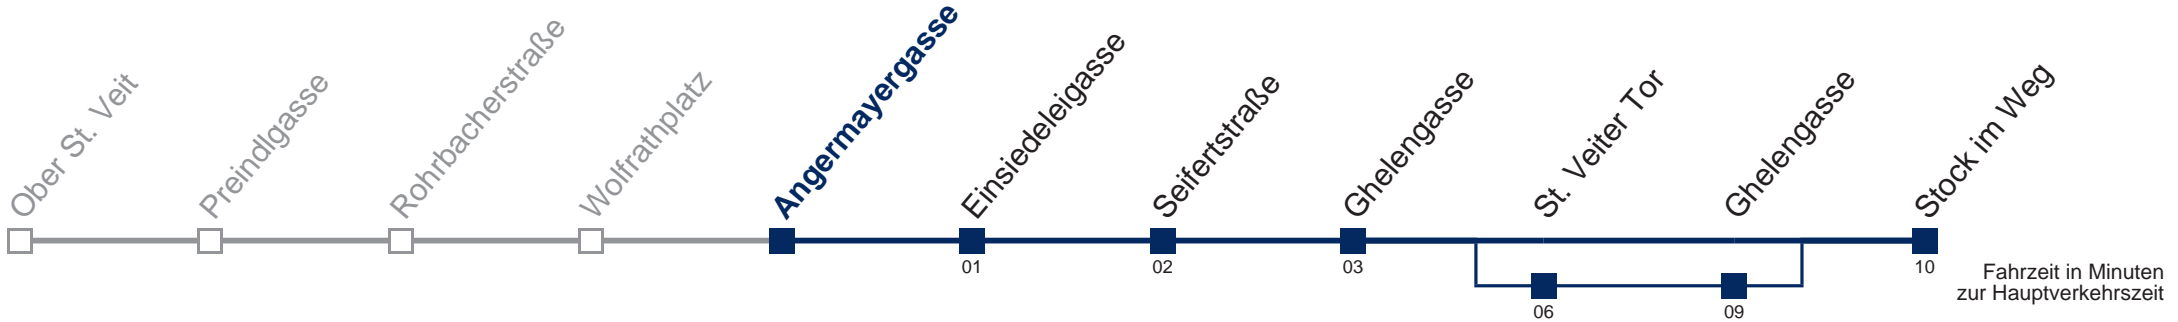 Ober St. Veit
Preindlgasse
Rohrbacherstraße
Wolfrathplatz
Angermayergasse
Einsiedeleigasse
Seifertstraße
Ghelengasse
St. Veiter Tor
Ghelengasse
Stock im Weg
01
02
03
06
09
10
Fahrzeit in Minuten
zur Hauptverkehrszeit